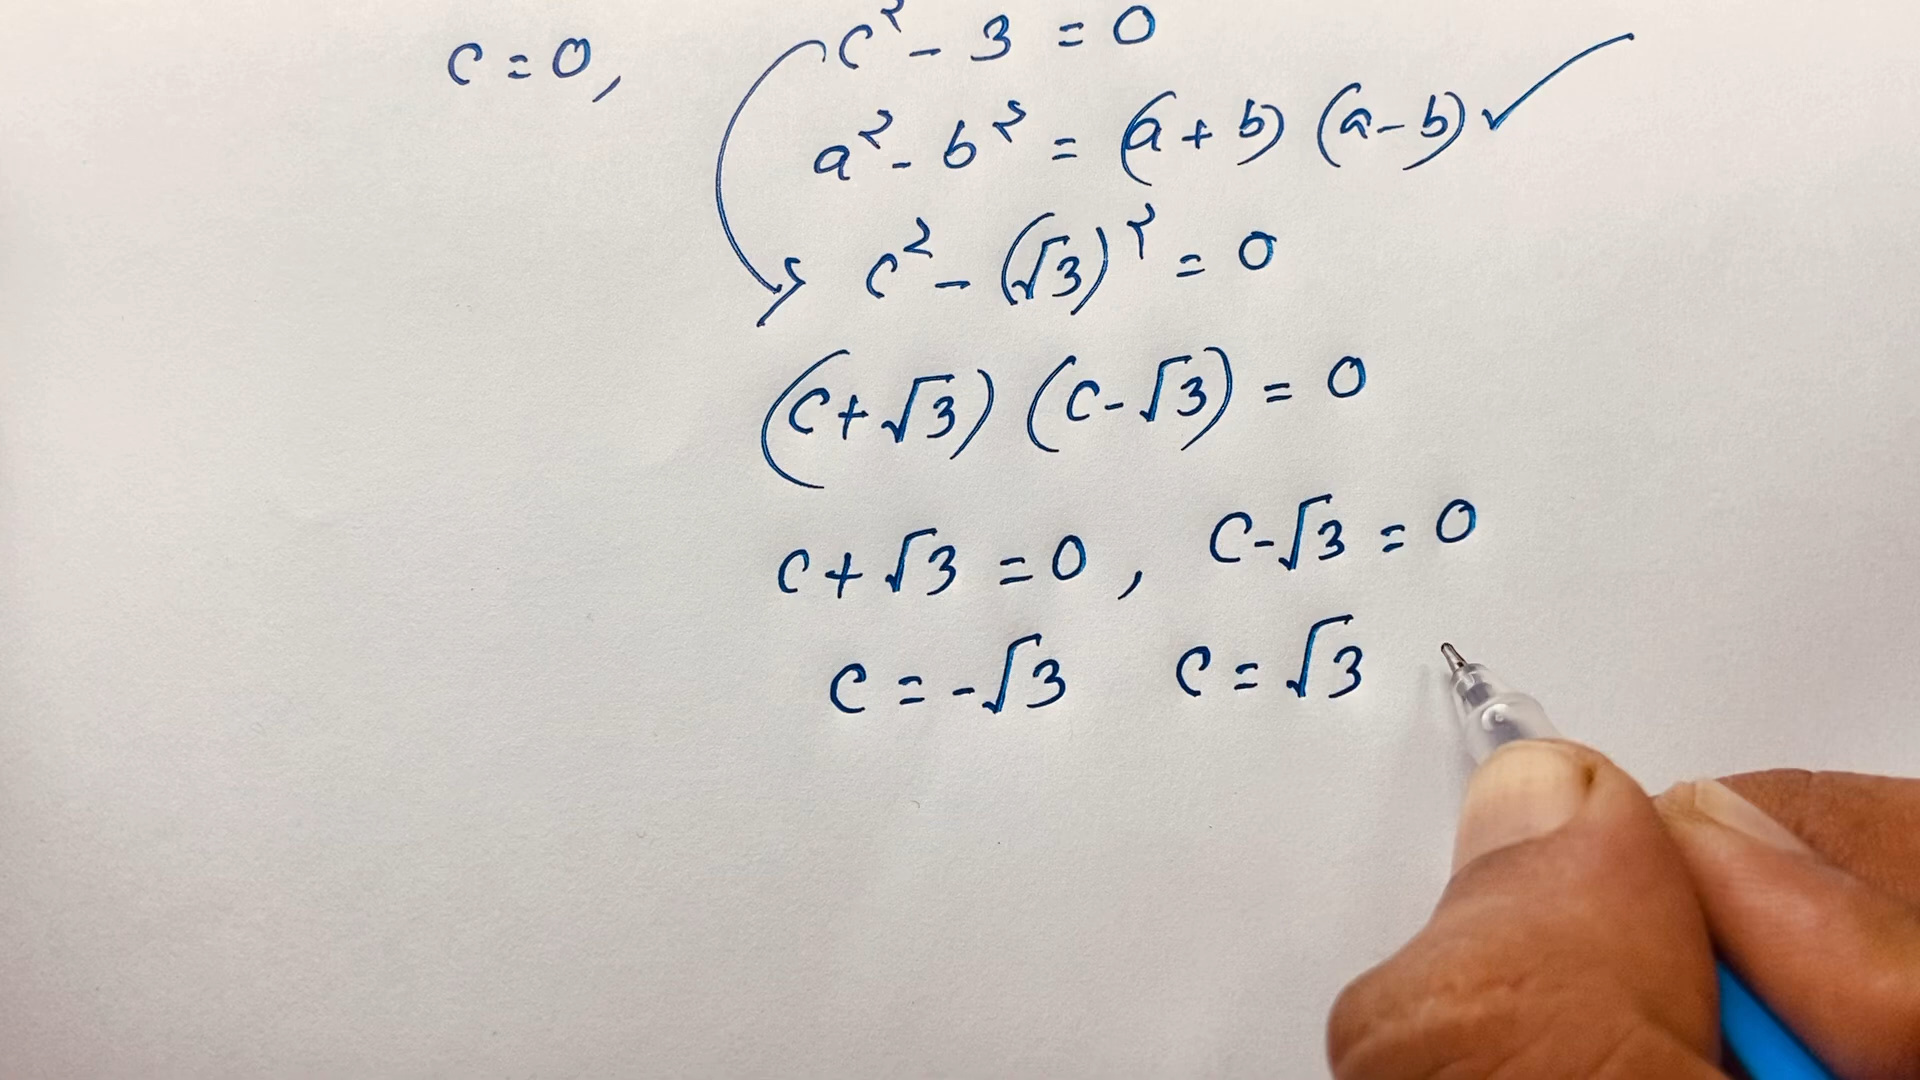 c = 0, c² - 3 = 0
a² - b² = (a + b) (a - b) ✓
c² - (√3)² = 0
(c + √3) (c - √3) = 0
c + √3 = 0, c - √3 = 0
c = -√3 c = √3